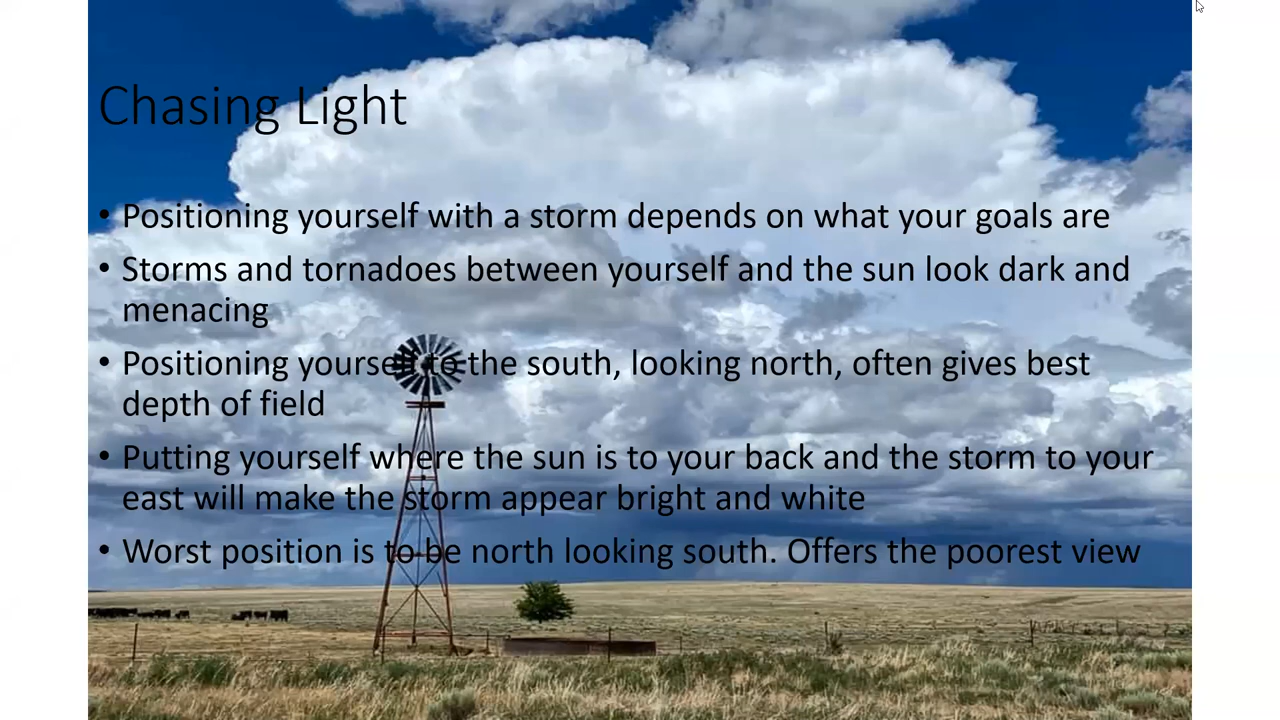 Chasing Light
• Positioning yourself with a storm depends on what your goals are
• Storms and tornadoes between yourself and the sun look dark and
menacing
• Positioning yourself to the south, looking north, often gives best
depth of field
• Putting yourself where the sun is to your back and the storm to your
east will make the storm appear bright and white
• Worst position is to be north looking south. Offers the poorest view